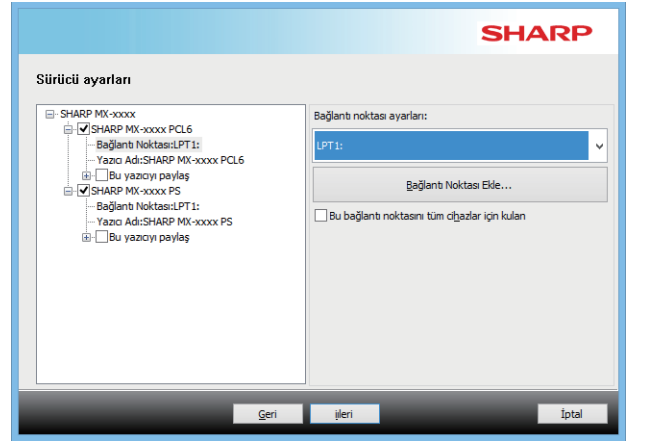 SHARP
Sürücü ayarları
SHARP MX-xxxx
SHARP MX-xxxx PCL6
Bağlantı Noktası:LPT1:
Yazıcı Adı:SHARP MX-xxxx PCL6
Bu yazıcıyı paylaş
SHARP MX-xxxx PS
Bağlantı Noktası:LPT1:
Yazıcı Adı:SHARP MX-xxxx PS
Bu yazıcıyı paylaş
Bağlantı noktası ayarları:
LPT1:
Bağlantı Noktası Ekle...
Bu bağlantı noktasını tüm cihazlar için kulan
Geri
iileri
İptal